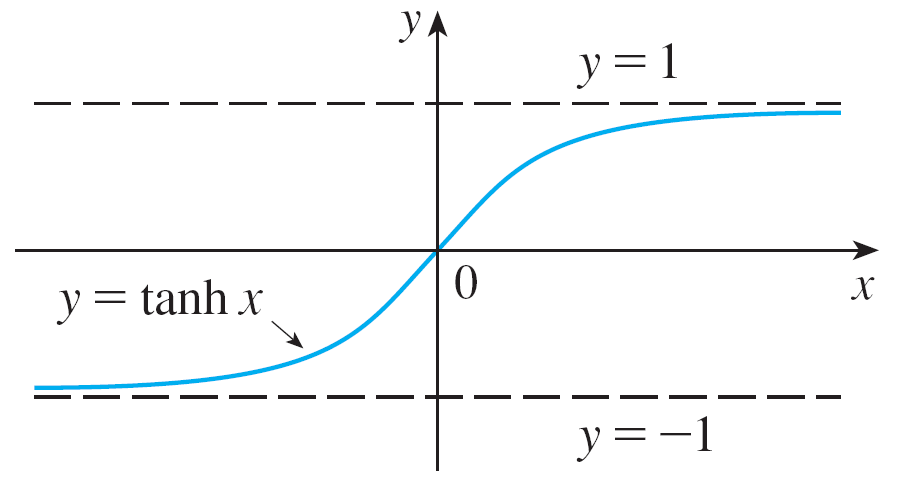 y
y = 1
0
x
y = tanh x
y = −1